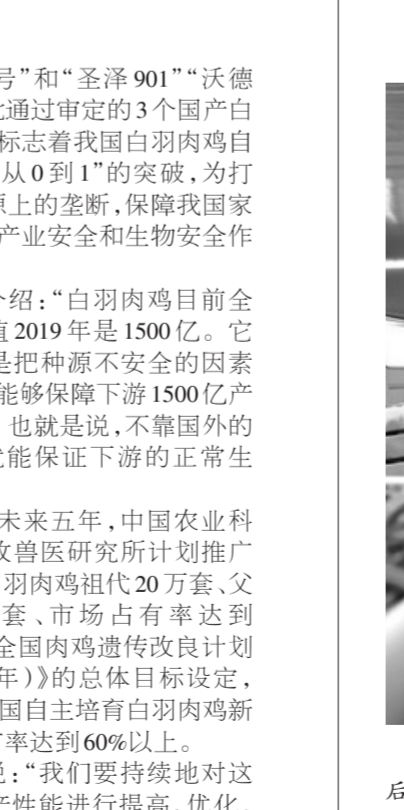 号”和“圣泽901”“沃德
通过审定的3个国产白
标志着我国白羽肉鸡自
从0到1”的突破,为打
上的垄断,保障我国家
产业安全和生物安全作
介绍:“白羽肉鸡目前全
值2019年是1500亿。它
是把种源不安全的因素
能够保障下游1500亿产
也就是说,不靠国外的
能保证下游的正常生
未来五年,中国农业科
牧兽医研究所计划推广
羽肉鸡祖代20万套、父
套、市场占有率达到
全国肉鸡遗传改良计划
年)》的总体目标设定,
国自主培育白羽肉鸡新
率达到60%以上。
说:“我们要持续地对这
产性能进行提高、优化,
后